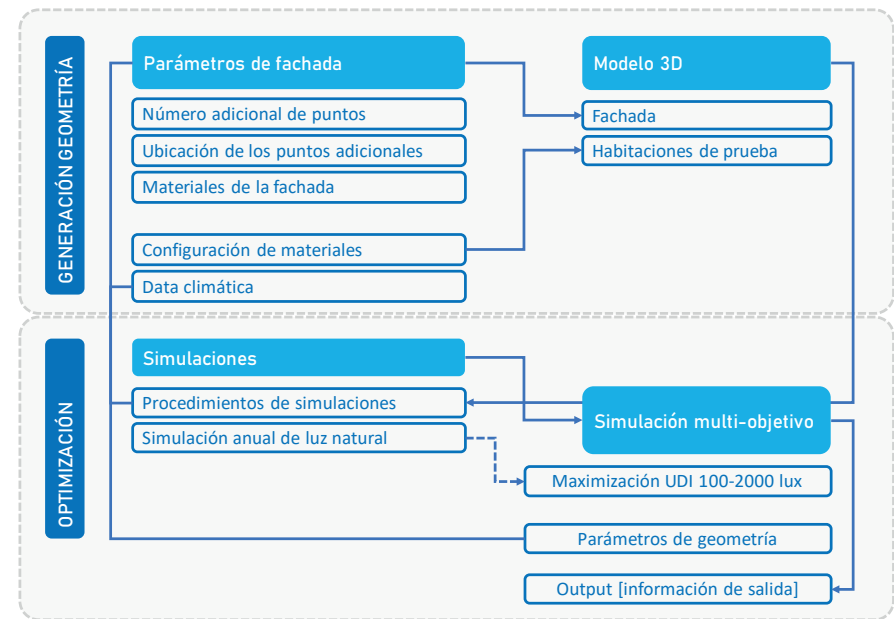 GENERACIÓN GEOMETRÍA
Parámetros de fachada
Número adicional de puntos
Ubicación de los puntos adicionales
Materiales de la fachada
Configuración de materiales
Data climática
Modelo 3D
Fachada
Habitaciones de prueba
OPTIMIZACIÓN
Simulaciones
Procedimientos de simulaciones
Simulación anual de luz natural
Simulación multi-objetivo
Maximización UDI 100-2000 lux
Parámetros de geometría
Output [información de salida]